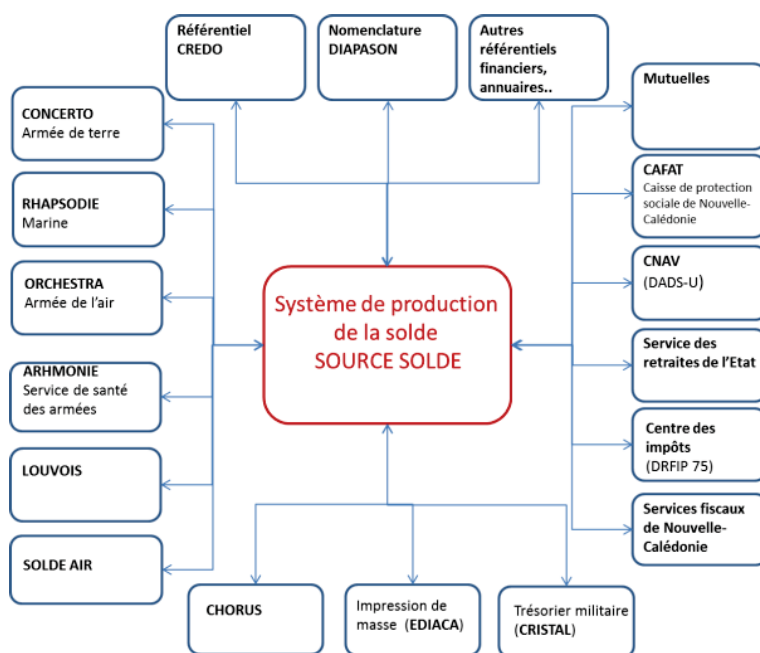 Référentiel
CREDO
Nomenclature
DIAPASON
Autres
référentiels
financiers,
annuaires..
CONCERTO
Armée de terre
RHAPSODIE
Marine
ORCHESTRA
Armée de l'air
ARHMONIE
Service de santé
des armées
LOUVOIS
SOLDE AIR
Système de production
de la solde
SOURCE SOLDE
Mutuelles
CAFAT
Caisse de protection
sociale de Nouvelle-
Calédonie
CNAV
(DADS-U)
Service des
retraites de l'Etat
Centre des
impôts
(DRFIP 75)
Services fiscaux
de Nouvelle-
Calédonie
CHORUS
Impression de
masse (EDIACA)
Trésorier militaire
(CRISTAL)